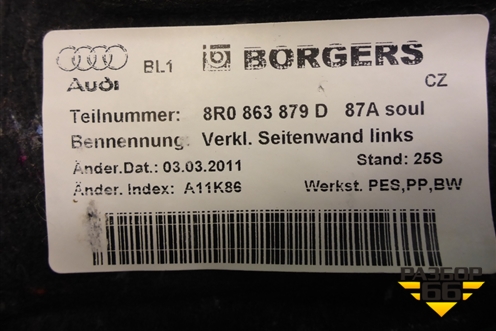 Audi BL1 BORGERS CZ
Teilnummer: 8R0 863 879 D 87A soul
Bennennung: Verkl. Seitenwand links
Änder.Dat.: 03.03.2011 Stand: 25S
Änder. Index: A11K86 Werkst. PES,PP,BW
РАЗБОР
66